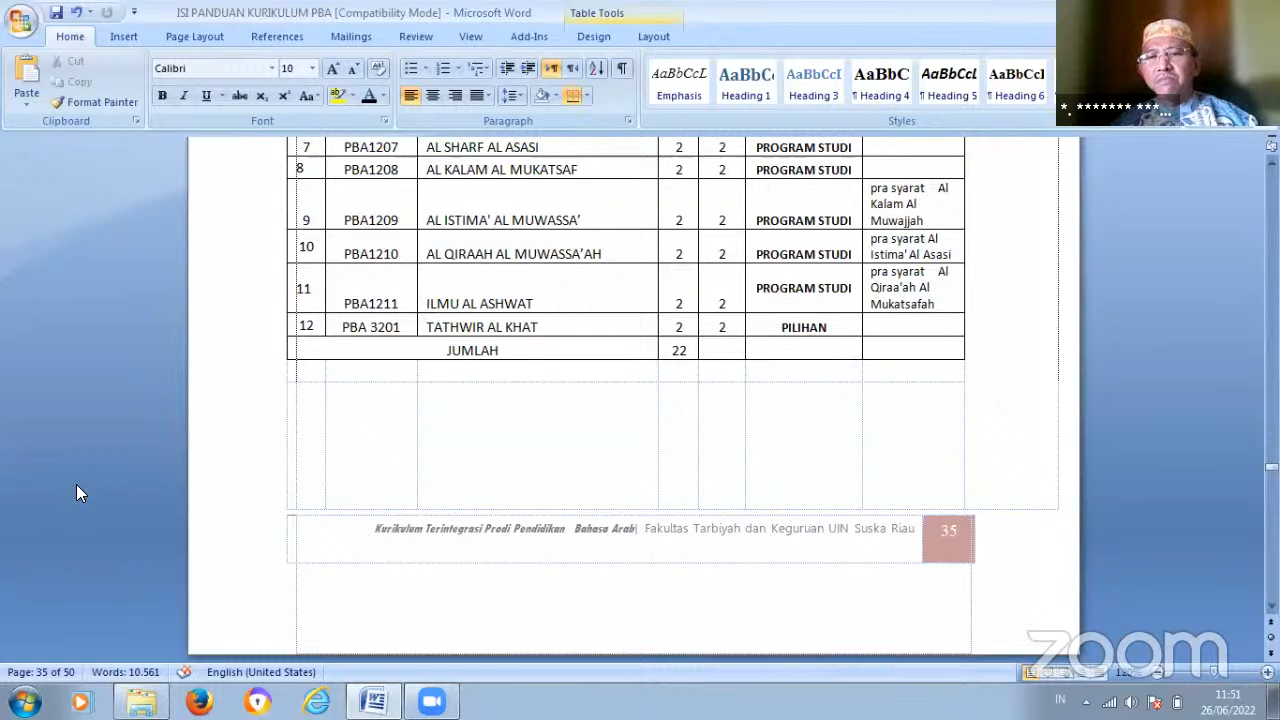 ISI PANDUAN KURIKULUM PBA [Compatibility Mode] - Microsoft Word
Table Tools
Home Insert Page Layout References Mailings Review View Add-Ins Design Layout
Paste
Cut
Copy
Format Painter
Calibri 10
AaBbCcL AaBbC AaBbCcI AaBbCc AaBbCc AaBbCcI
Emphasis Heading 1 Heading 3 ¶ Heading 4 ¶ Heading 5 ¶ Heading 6
Clipboard Font Paragraph Styles
*. ******* ***...
7 PBA1207 AL SHARF AL ASASI 2 2 PROGRAM STUDI
8 PBA1208 AL KALAM AL MUKATSAF 2 2 PROGRAM STUDI
pra syarat Al
Kalam Al
9 PBA1209 AL ISTIMA' AL MUWASSA' 2 2 PROGRAM STUDI Muwajjah
pra syarat Al
10 PBA1210 AL QIRAAH AL MUWASSA'AH 2 2 PROGRAM STUDI Istima' Al Asasi
pra syarat Al
Qiraa'ah Al
11 PBA1211 ILMU AL ASHWAT 2 2 PROGRAM STUDI Mukatsafah
12 PBA 3201 TATHWIR AL KHAT 2 2 PILIHAN
JUMLAH 22
Kurikulum Terintegrasi Prodi Pendidikan Bahasa Arab| Fakultas Tarbiyah dan Keguruan UIN Suska Riau 35
zoom
Page: 35 of 50 Words: 10.561 English (United States)
IN
11:51
26/06/2022